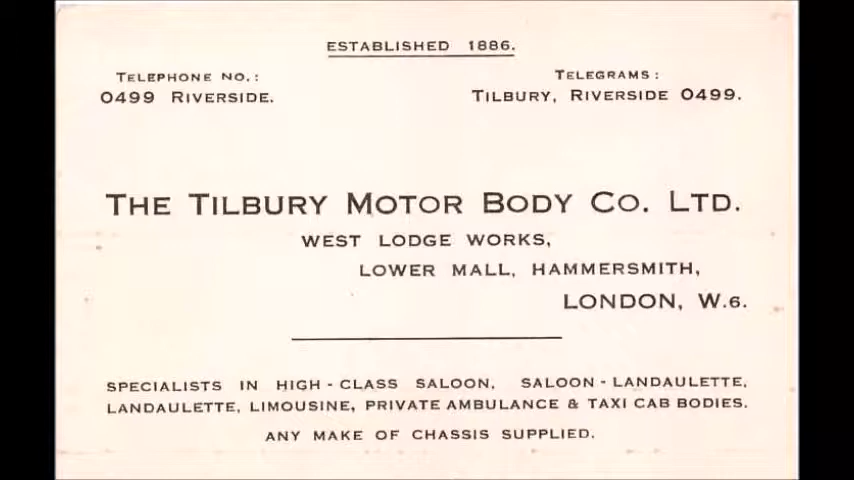 ESTABLISHED 1886.
TELEPHONE NO.:
0499 RIVERSIDE.
TELEGRAMS:
TILBURY, RIVERSIDE 0499.
THE TILBURY MOTOR BODY CO. LTD.
WEST LODGE WORKS,
LOWER MALL, HAMMERSMITH,
LONDON, W.6.
SPECIALISTS IN HIGH-CLASS SALOON, SALOON-LANDAULETTE,
LANDAULETTE, LIMOUSINE, PRIVATE AMBULANCE & TAXI CAB BODIES.
ANY MAKE OF CHASSIS SUPPLIED.